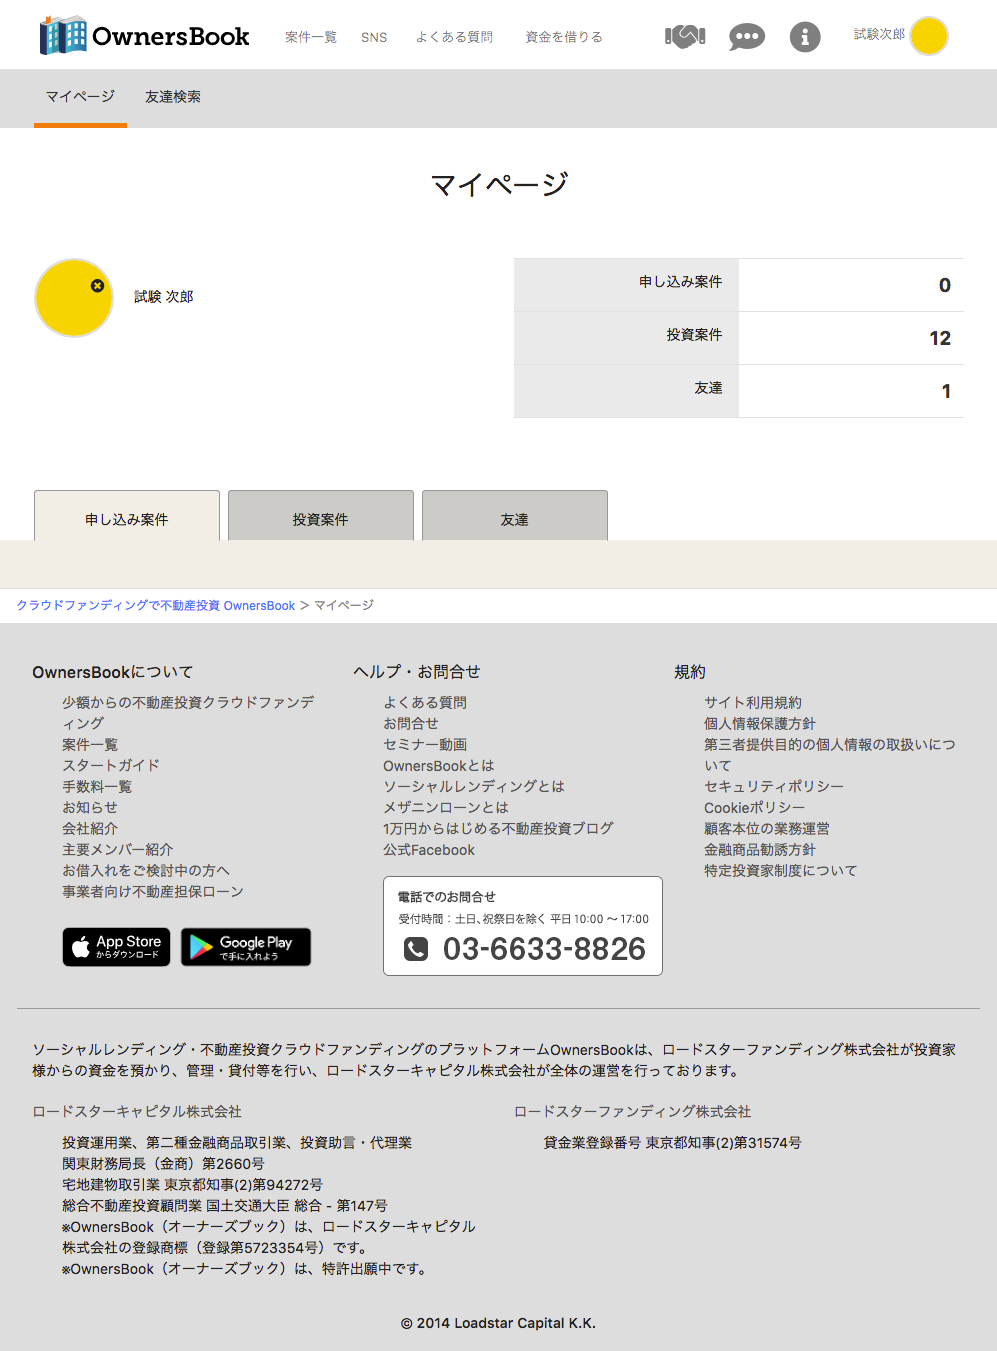 OwnersBook
案件一覧 SNS よくある質問 資金を借りる
試験次郎
マイページ 友達検索
マイページ
試験 次郎
申し込み案件 0
投資案件 12
友達 1
申し込み案件 投資案件 友達
クラウドファンディングで不動産投資 OwnersBook > マイページ
OwnersBookについて
少額からの不動産投資クラウドファンデ
ィング
案件一覧
スタートガイド
手数料一覧
お知らせ
会社紹介
主要メンバー紹介
お借入れをご検討中の方へ
事業者向け不動産担保ローン
App Store
からダウンロード
Google Play
で手に入れよう
ヘルプ・お問合せ
よくある質問
お問合せ
セミナー動画
OwnersBookとは
ソーシャルレンディングとは
メザニンローンとは
1万円からはじめる不動産投資ブログ
公式Facebook
電話でのお問合せ
受付時間：土日、祝祭日を除く 平日 10:00 〜 17:00
03-6633-8826
規約
サイト利用規約
個人情報保護方針
第三者提供目的の個人情報の取扱いにつ
いて
セキュリティポリシー
Cookieポリシー
顧客本位の業務運営
金融商品勧誘方針
特定投資家制度について
ソーシャルレンディング・不動産投資クラウドファンディングのプラットフォームOwnersBookは、ロードスターファンディング株式会社が投資家
様からの資金を預かり、管理・貸付等を行い、ロードスターキャピタル株式会社が全体の運営を行っております。
ロードスターキャピタル株式会社
投資運用業、第二種金融商品取引業、投資助言・代理業
関東財務局長（金商）第2660号
宅地建物取引業 東京都知事(2)第94272号
総合不動産投資顧問業 国土交通大臣 総合 - 第147号
※OwnersBook（オーナーズブック）は、ロードスターキャピタル
株式会社の登録商標（登録第5723354号）です。
※OwnersBook（オーナーズブック）は、特許出願中です。
ロードスターファンディング株式会社
貸金業登録番号 東京都知事(2)第31574号
© 2014 Loadstar Capital K.K.